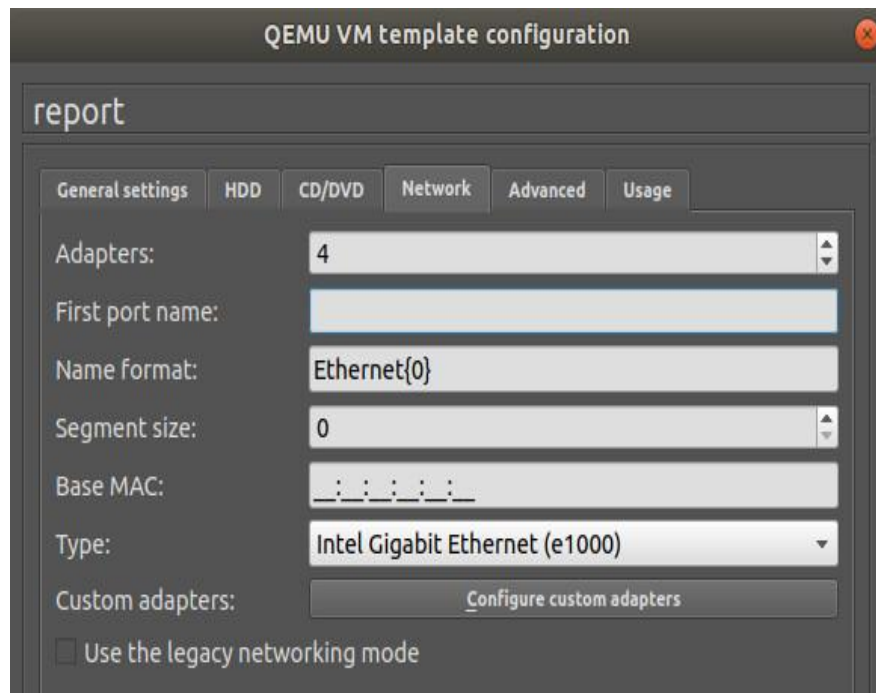 QEMU VM template configuration
report
General settings HDD CD/DVD Network Advanced Usage
Adapters: 4
First port name:
Name format: Ethernet{0}
Segment size: 0
Base MAC: __:__:__:__:__:__
Type: Intel Gigabit Ethernet (e1000)
Custom adapters: Configure custom adapters
Use the legacy networking mode